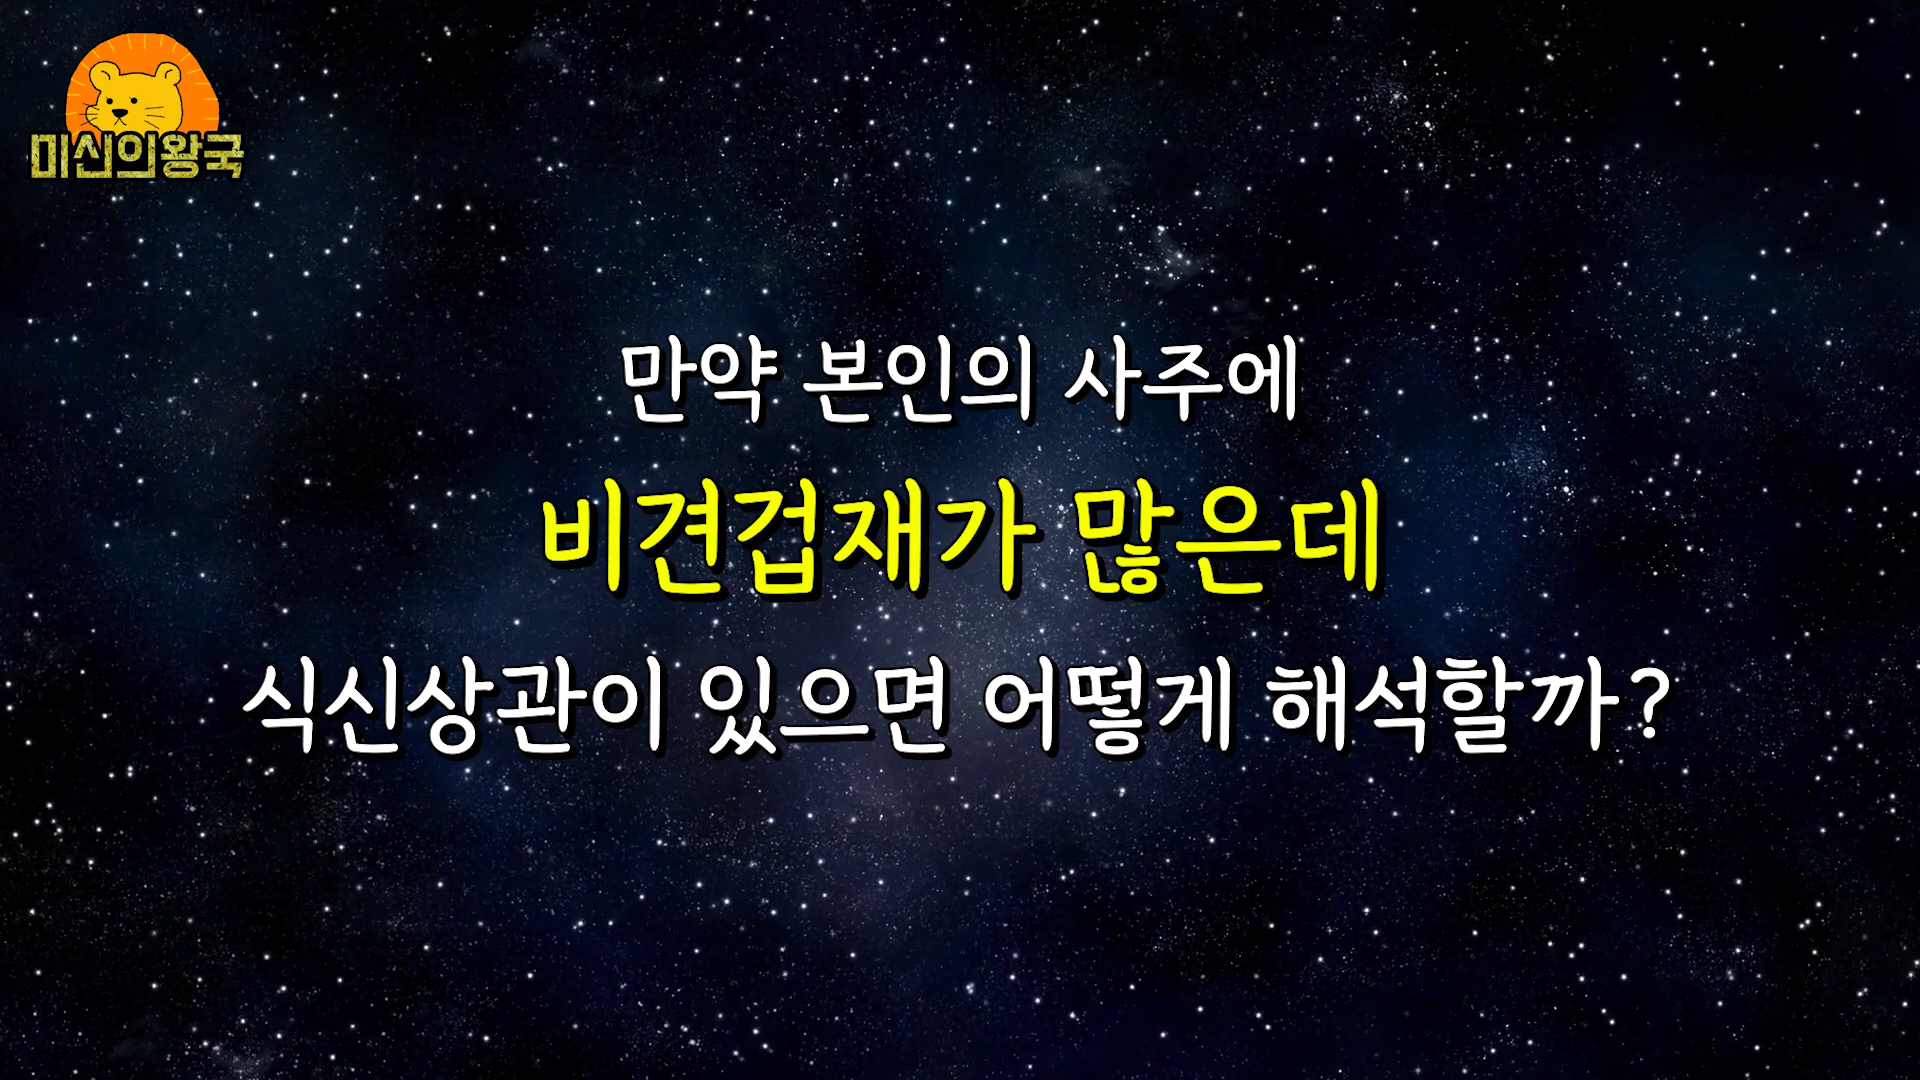 미신의왕국
만약 본인의 사주에
비견겁재가 많은데
식신상관이 있으면 어떻게 해석할까?